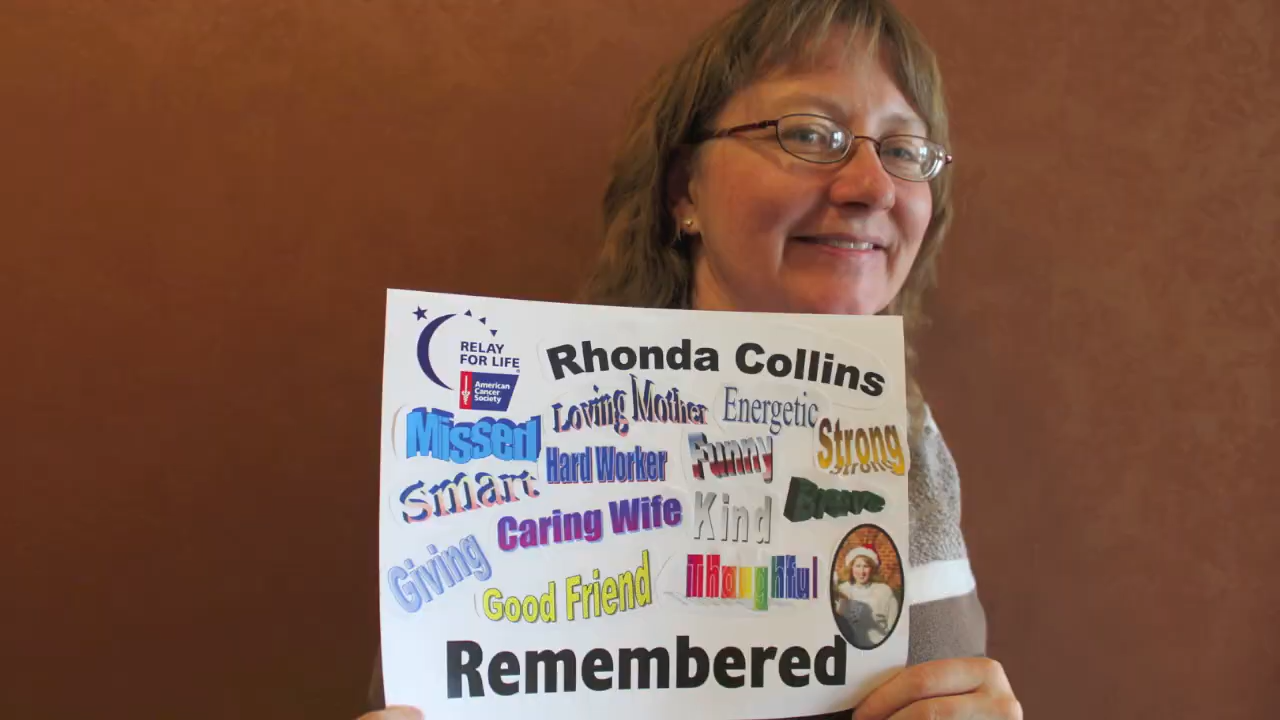 RELAY
FOR LIFE
American
Cancer
Society
Rhonda Collins
Loving Mother
Energetic
Missed
Hard Worker
Funny
Strong
Smart
Caring Wife
Kind
Brave
Giving
Good Friend
Thoughful
Remembered